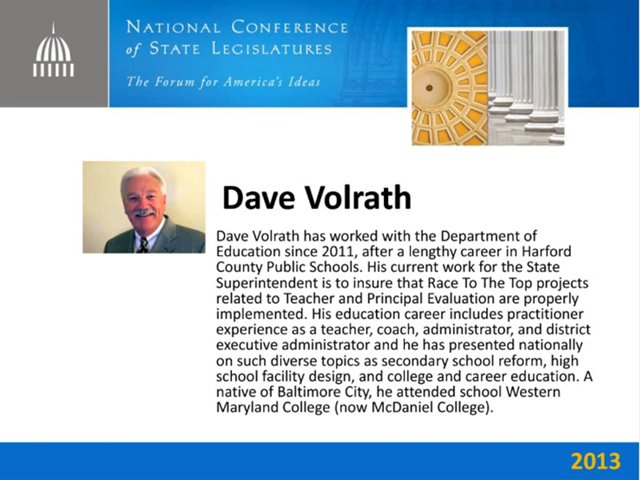 NATIONAL CONFERENCE
of STATE LEGISLATURES
The Forum for America's Ideas
Dave Volrath
Dave Volrath has worked with the Department of
Education since 2011, after a lengthy career in Harford
County Public Schools. His current work for the State
Superintendent is to insure that Race To The Top projects
related to Teacher and Principal Evaluation are properly
implemented. His education career includes practitioner
experience as a teacher, coach, administrator, and district
executive administrator and he has presented nationally
on such diverse topics as secondary school reform, high
school facility design, and college and career education. A
native of Baltimore City, he attended school Western
Maryland College (now McDaniel College).
2013